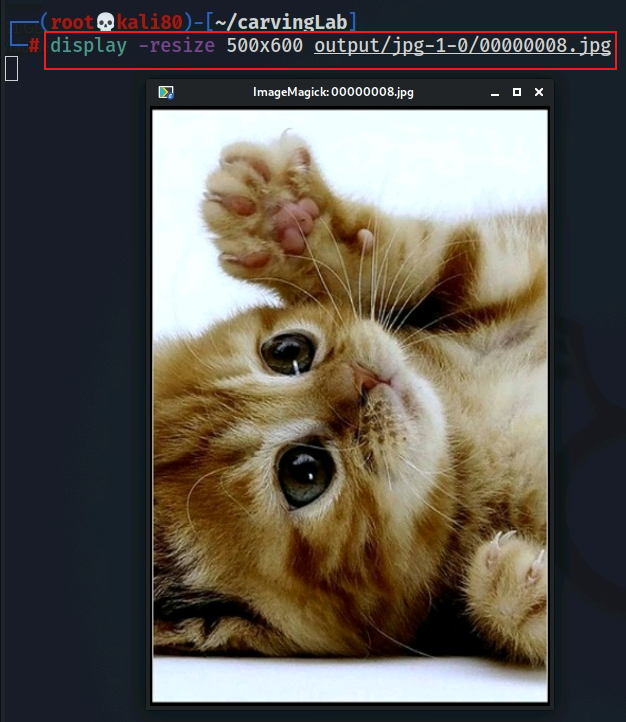 (root💀kali80)-[~/carvingLab]
# display -resize 500x600 output/jpg-1-0/00000008.jpg
ImageMagick: 00000008.jpg